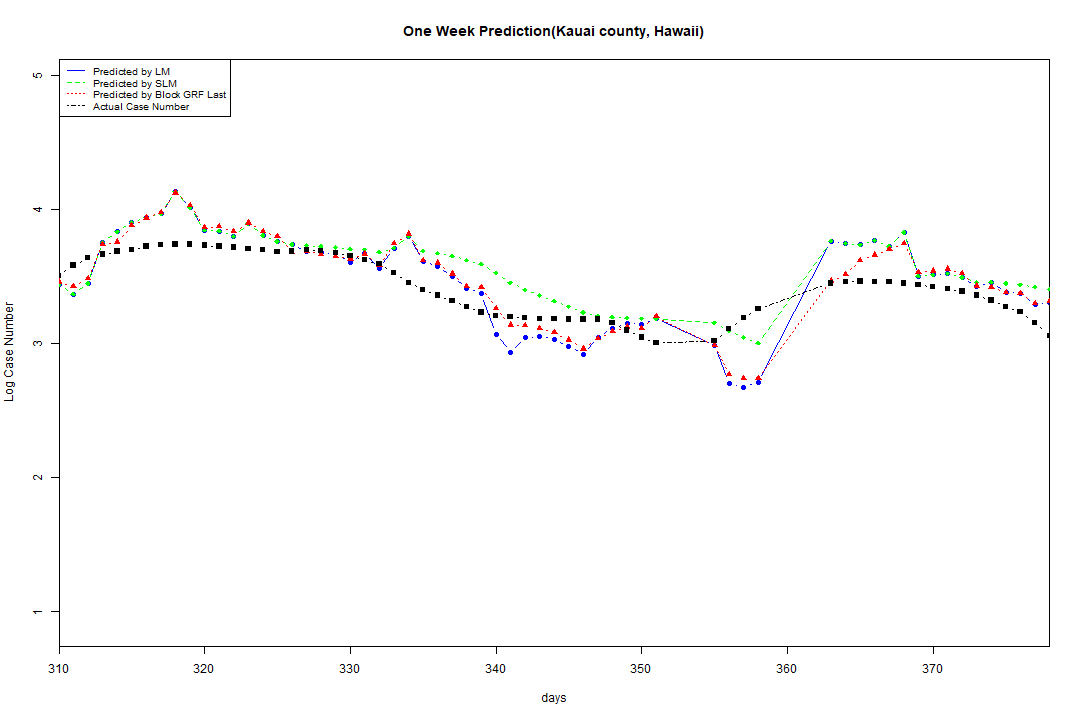 One Week Prediction(Kauai county, Hawaii)
Predicted by LM
Predicted by SLM
Predicted by Block GRF Last
Actual Case Number
5
4
3
2
1
Log Case Number
310 320 330 340 350 360 370
days